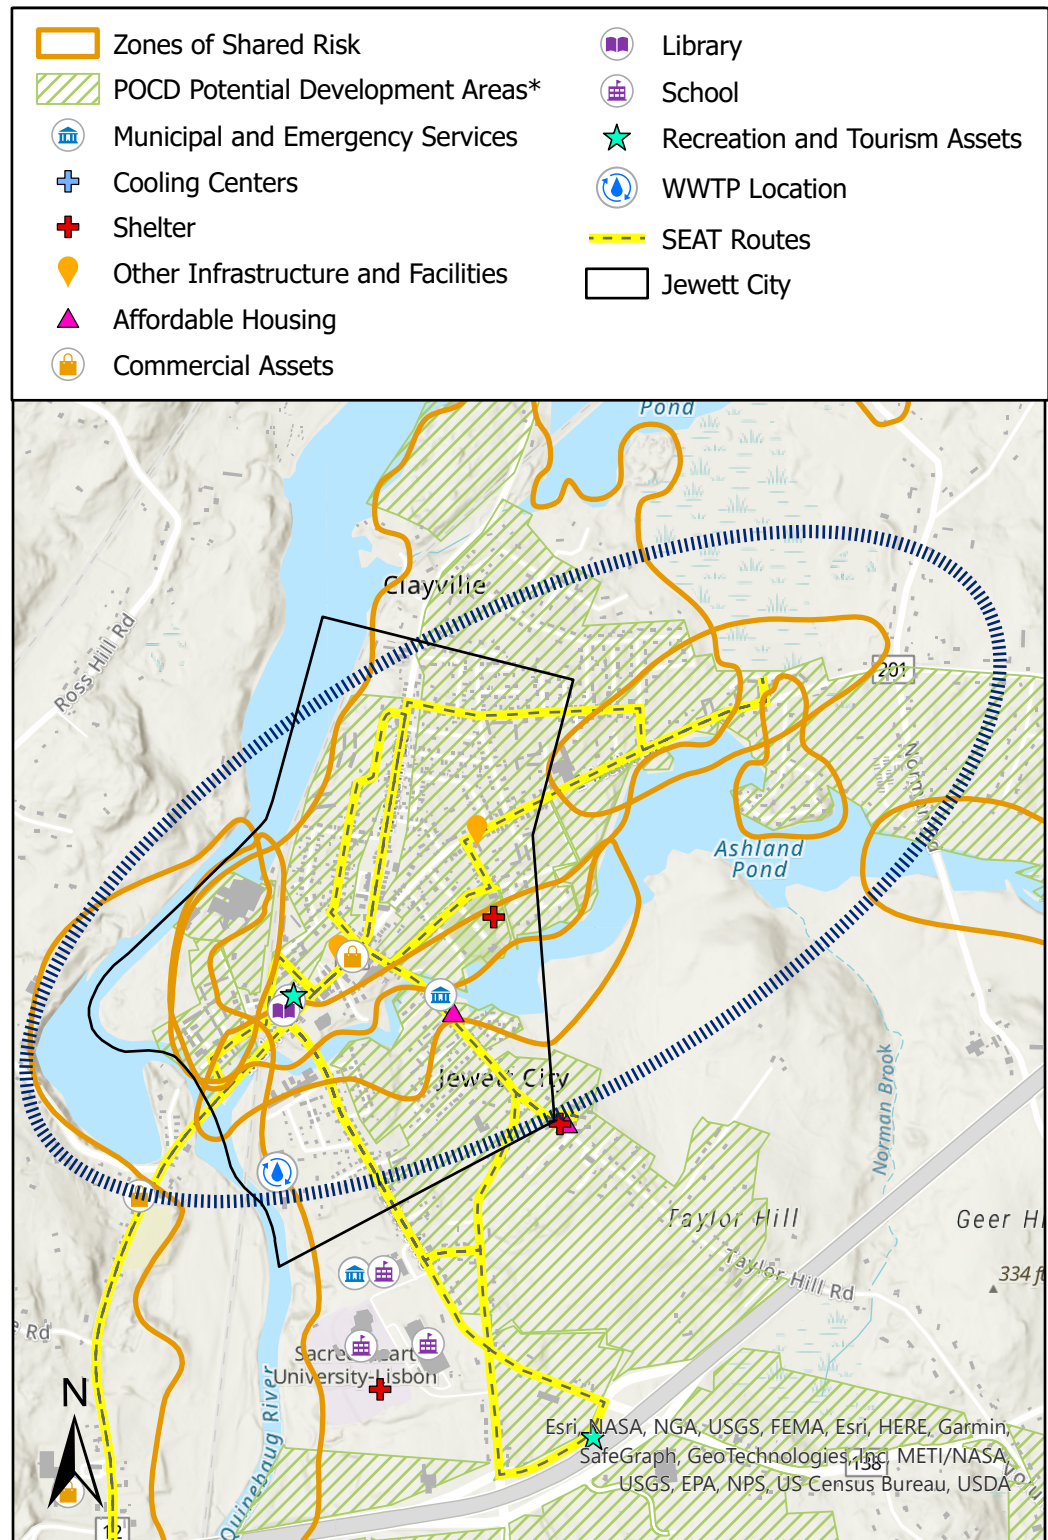 Zones of Shared Risk
POCD Potential Development Areas*
Municipal and Emergency Services
Cooling Centers
Shelter
Other Infrastructure and Facilities
Affordable Housing
Commercial Assets
Library
School
Recreation and Tourism Assets
WWTP Location
SEAT Routes
Jewett City
Pond
Clayville
Ross Hill Rd
201
Norman Rd
Ashland
Pond
Jewett City
Norman Brook
Taylor Hill
Geer Hi
Taylor Hill Rd
334 ft
e Rd
Sacred Heart
University-Lisbon
N
Quinebaug River
Esri, NASA, NGA, USGS, FEMA, Esri, HERE, Garmin,
SafeGraph, GeoTechnologies, Inc, METI/NASA,
USGS, EPA, NPS, US Census Bureau, USDA
138
12